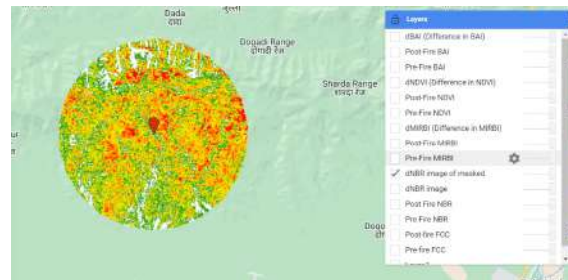 Dada
दादा
Dogadi Range
Sharda Range
शारदा रेंज
Layers
dBAI (Difference in BAI)
Post-Fire BAI
Pre-Fire BAI
dNDVI (Difference in NDVI)
Post-Fire NDVI
Pre-Fire NDVI
dMIRBI (Difference in MIRBI)
Post-Fire MIRBI
Pre-Fire MIRBI
dNBR image of masked
dNBR image
Post Fire NBR
Pre Fire NBR
Post-fire FCC
Pre-fire FCC